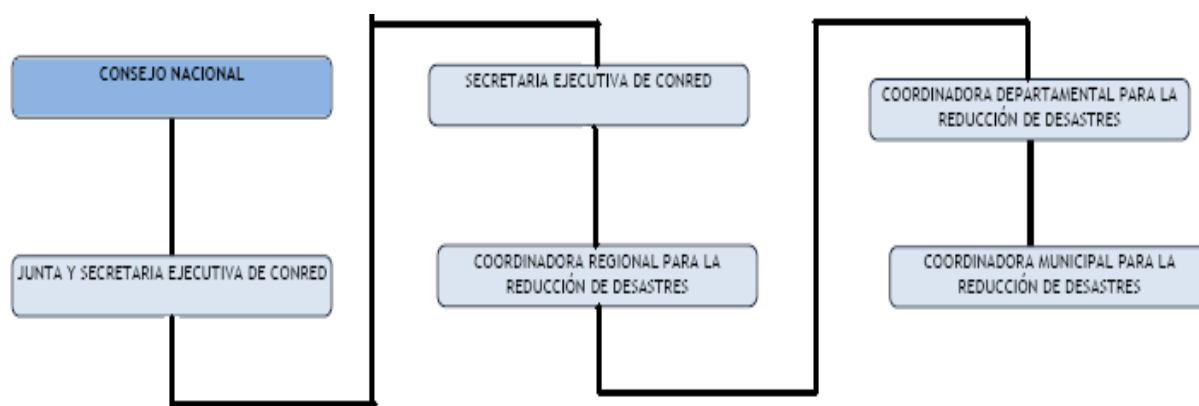 CONSEJO NACIONAL
JUNTA Y SECRETARIA EJECUTIVA DE CONRED
SECRETARIA EJECUTIVA DE CONRED
COORDINADORA REGIONAL PARA LA
REDUCCIÓN DE DESASTRES
COORDINADORA DEPARTAMENTAL PARA LA
REDUCCIÓN DE DESASTRES
COORDINADORA MUNICIPAL PARA LA
REDUCCIÓN DE DESASTRES